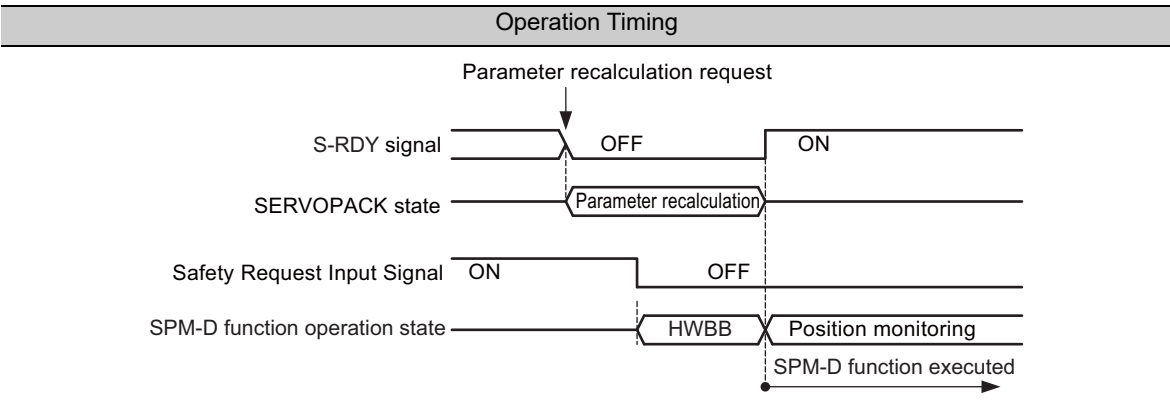 Operation Timing
Parameter recalculation request
S-RDY signal OFF ON
SERVOPACK state Parameter recalculation
Safety Request Input Signal ON OFF
SPM-D function operation state HWBB Position monitoring
SPM-D function executed